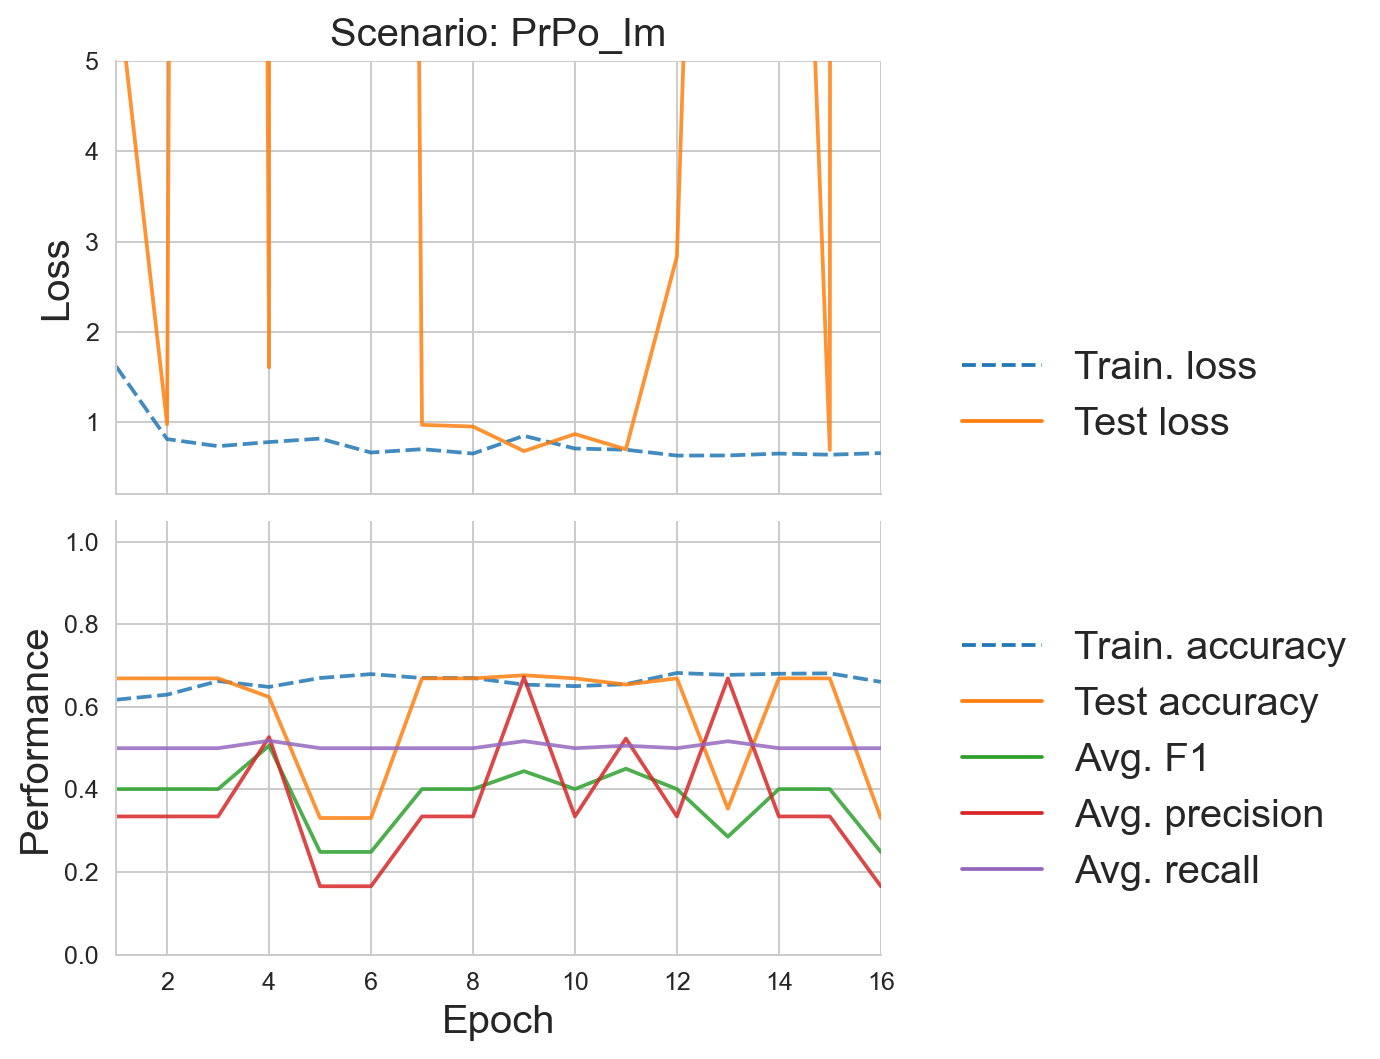 Scenario: PrPo_Im
5
4
3
2
1
Loss
Train. loss
Test loss
1.0
0.8
0.6
0.4
0.2
0.0
Performance
Train. accuracy
Test accuracy
Avg. F1
Avg. precision
Avg. recall
2 4 6 8 10 12 14 16
Epoch